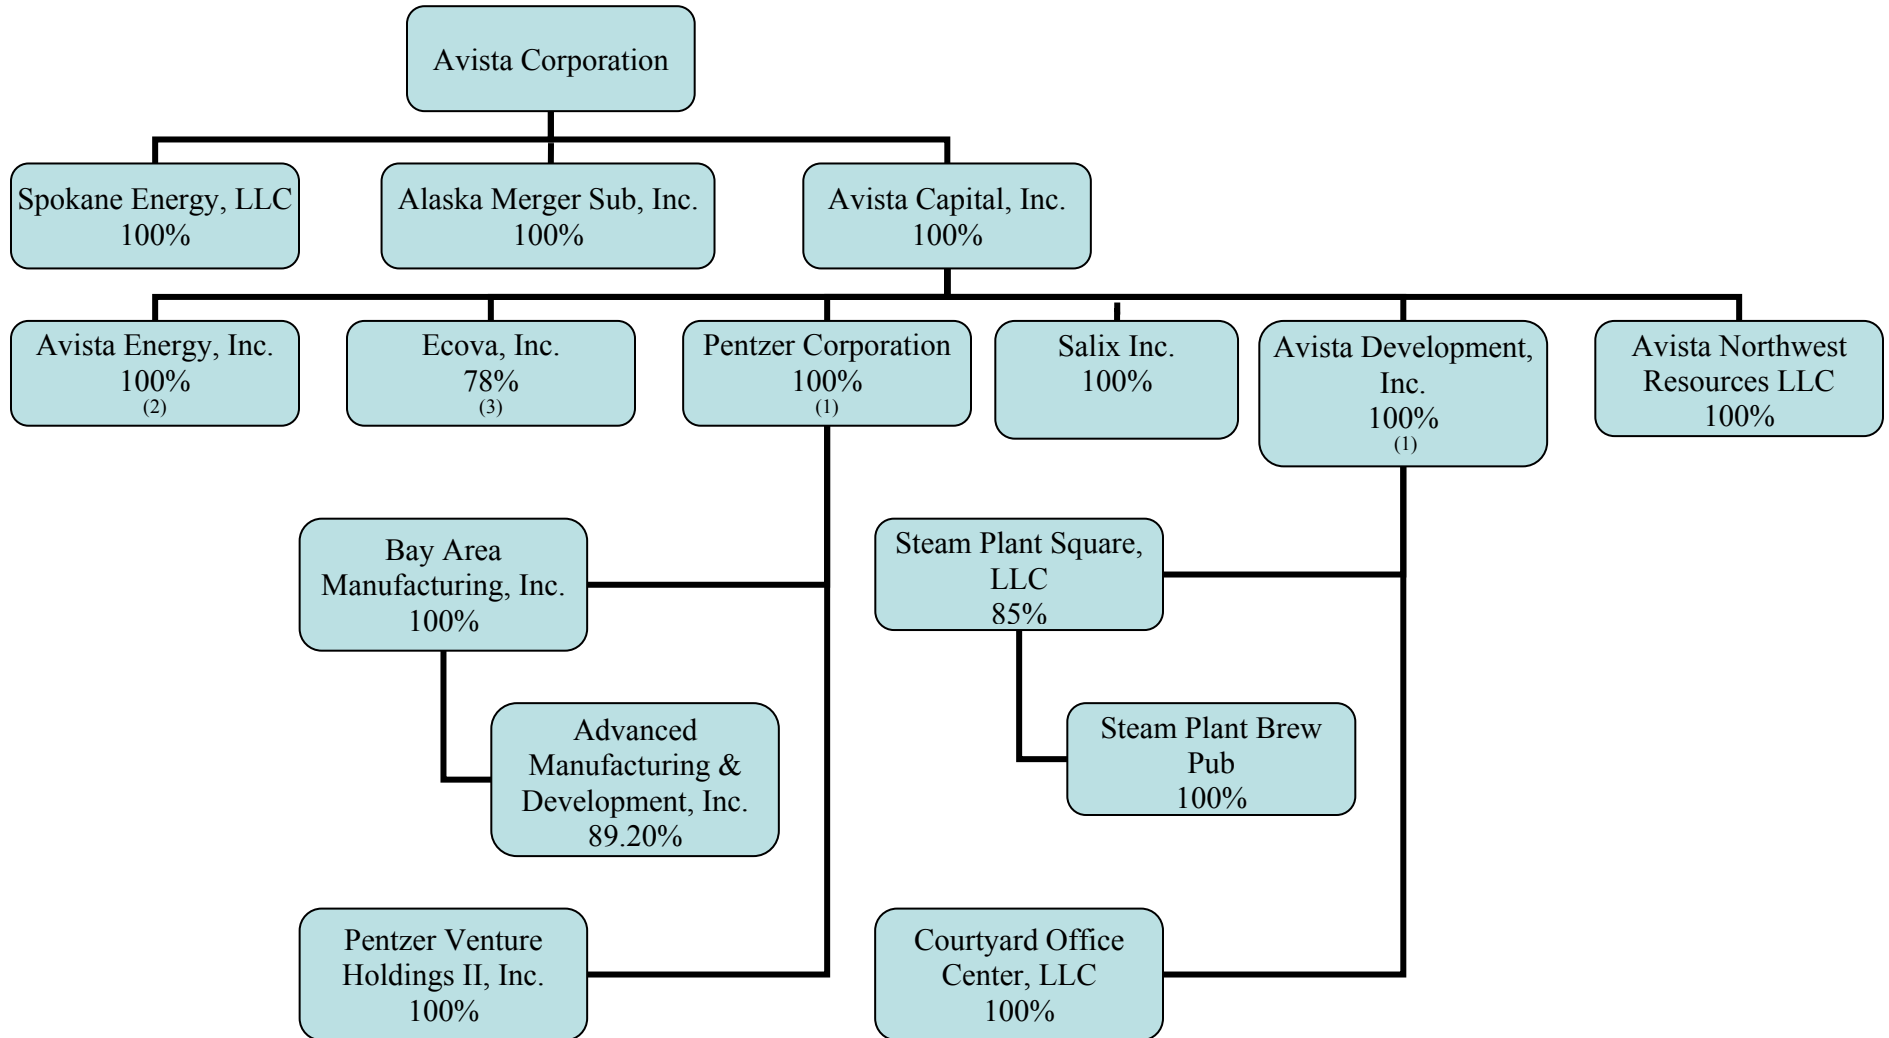 Avista Corporation
Spokane Energy, LLC
100%
Alaska Merger Sub, Inc.
100%
Avista Capital, Inc.
100%
Avista Energy, Inc.
100%
(2)
Ecova, Inc.
78%
(3)
Pentzer Corporation
100%
(1)
Salix Inc.
100%
Avista Development,
Inc.
100%
(1)
Avista Northwest
Resources LLC
100%
Bay Area
Manufacturing, Inc.
100%
Steam Plant Square,
LLC
85%
Advanced
Manufacturing &
Development, Inc.
89.20%
Steam Plant Brew
Pub
100%
Pentzer Venture
Holdings II, Inc.
100%
Courtyard Office
Center, LLC
100%